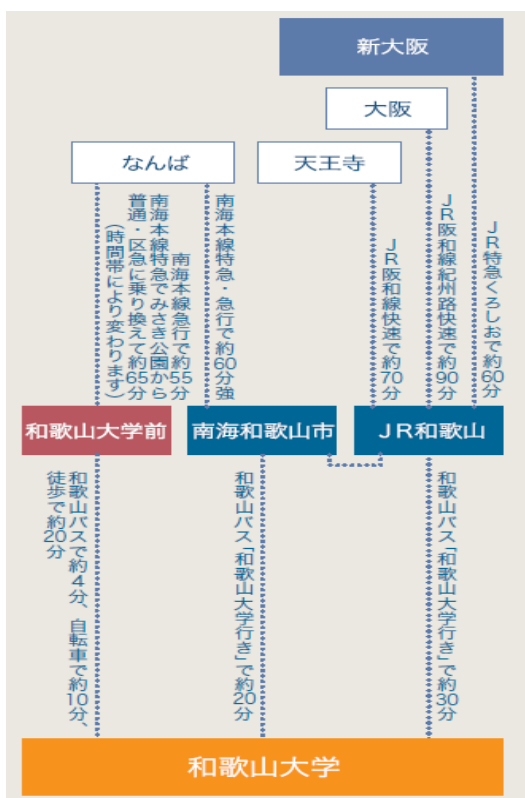 新大阪
大阪
なんば
天王寺
南海本線急行で約55分
南海本線特急でみさき公園から
普通・区急に乗り換えて約65分
(時間帯により変わります)
南海本線特急・急行で約60分強
JR阪和線快速で約70分
JR阪和線紀州路快速で約90分
JR特急くろしおで約60分
和歌山大学前
南海和歌山市
JR和歌山
和歌山バスで約4分、自転車で約10分、
徒歩で約20分
和歌山バス「和歌山大学行き」で約20分
和歌山バス「和歌山大学行き」で約30分
和歌山大学